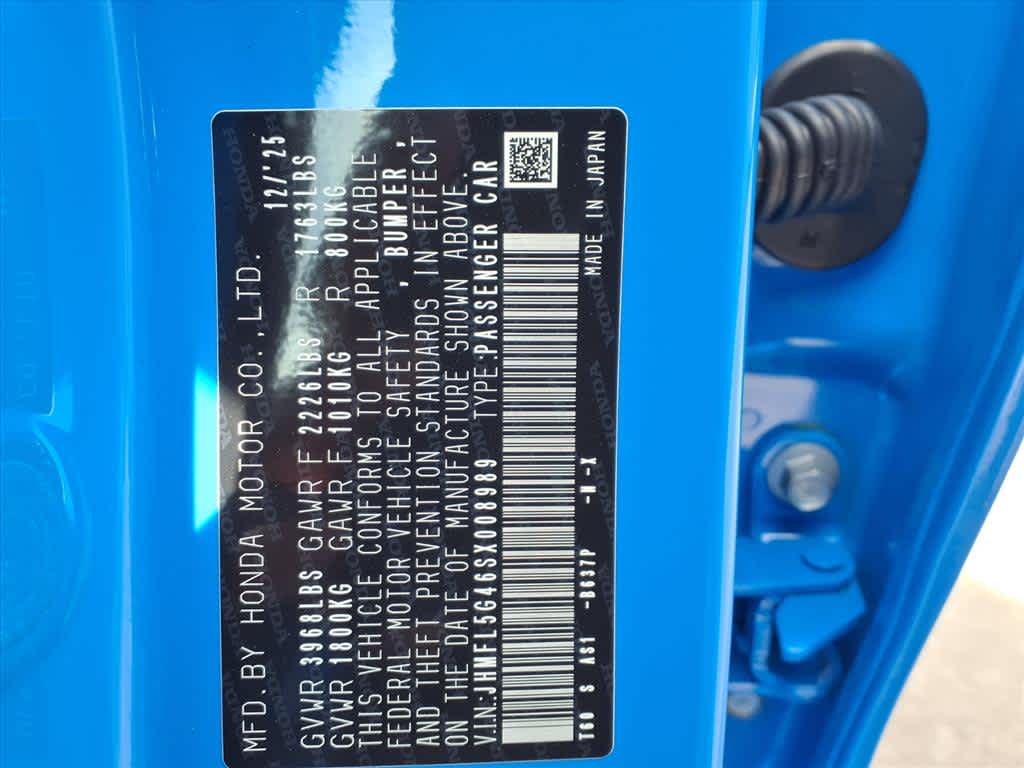 MFD. BY HONDA MOTOR CO., LTD. 12/'25
GVWR 3968LBS GAWR F 2226LBS R 1763LBS
GVWR 1800KG GAWR F 1010KG R 800KG
THIS VEHICLE CONFORMS TO ALL APPLICABLE
FEDERAL MOTOR VEHICLE SAFETY , BUMPER ,
AND THEFT PREVENTION STANDARDS IN EFFECT
ON THE DATE OF MANUFACTURE SHOWN ABOVE.
V.I.N:JHMFL5G46SX008989 TYPE:PASSENGER CAR
T60 S AS1 -B637P -H-X
MADE IN JAPAN